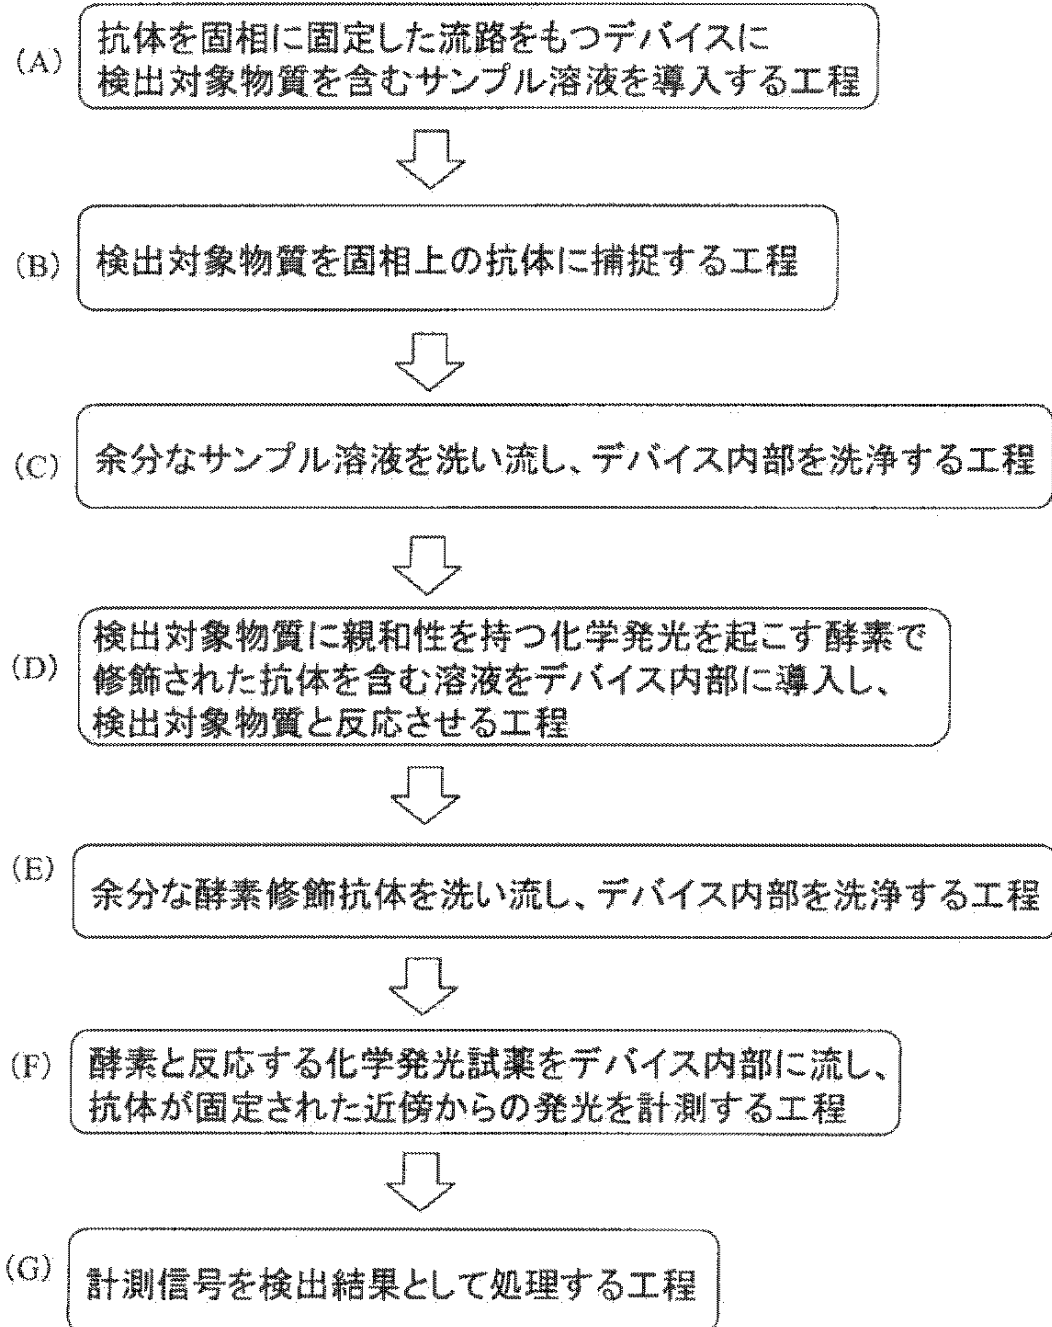 (A) 抗体を固相に固定した流路をもつデバイスに
検出対象物質を含むサンプル溶液を導入する工程
(B) 検出対象物質を固相上の抗体に捕捉する工程
(C) 余分なサンプル溶液を洗い流し、デバイス内部を洗浄する工程
(D) 検出対象物質に親和性を持つ化学発光を起こす酵素で
修飾された抗体を含む溶液をデバイス内部に導入し、
検出対象物質と反応させる工程
(E) 余分な酵素修飾抗体を洗い流し、デバイス内部を洗浄する工程
(F) 酵素と反応する化学発光試薬をデバイス内部に流し、
抗体が固定された近傍からの発光を計測する工程
(G) 計測信号を検出結果として処理する工程